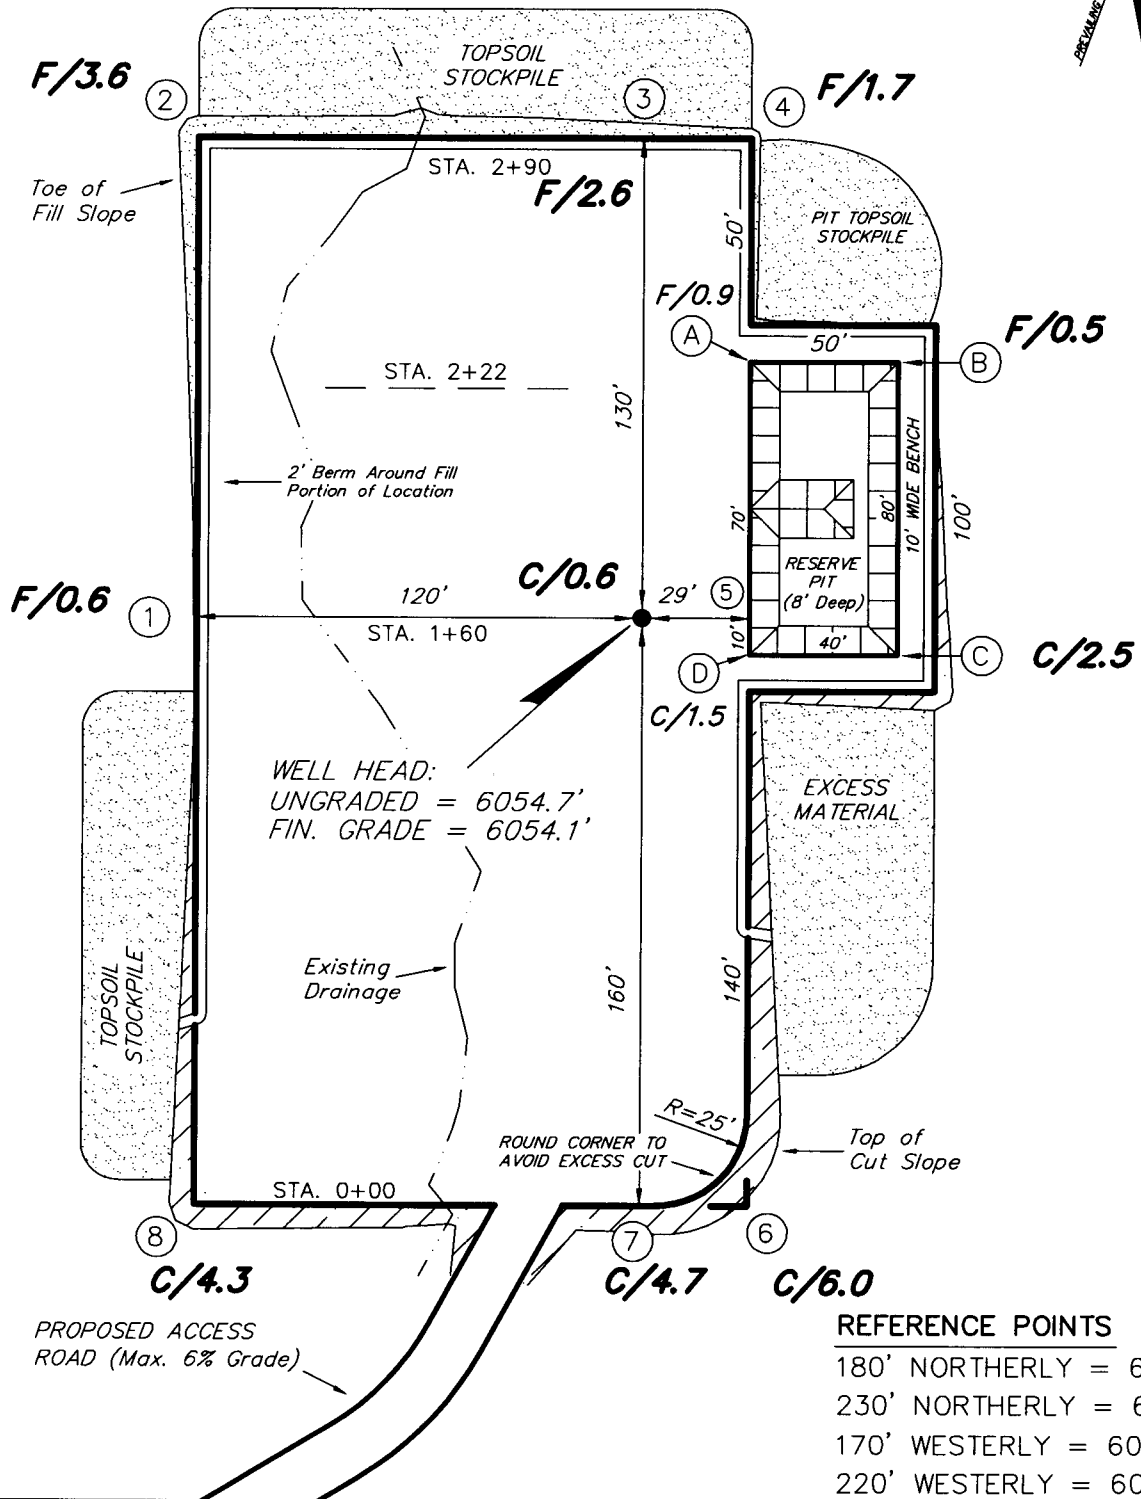 PREVAILING
TOPSOIL
STOCKPILE
F/3.6
2
3
4
F/1.7
STA. 2+90
F/2.6
Toe of
Fill Slope
50'
PIT TOPSOIL
STOCKPILE
F/0.9
A
50'
B
F/0.5
STA. 2+22
130'
2' Berm Around Fill
Portion of Location
70'
80'
10' WIDE BENCH
100'
RESERVE
PIT
(8' Deep)
F/0.6
1
120'
STA. 1+60
C/0.6
29'
5
10'
40'
D
C
C/2.5
C/1.5
WELL HEAD:
UNGRADED = 6054.7'
FIN. GRADE = 6054.1'
EXCESS
MATERIAL
TOPSOIL
STOCKPILE
Existing
Drainage
160'
140'
R=25'
ROUND CORNER TO
AVOID EXCESS CUT
Top of
Cut Slope
STA. 0+00
8
7
6
C/4.3
C/4.7
C/6.0
PROPOSED ACCESS
ROAD (Max. 6% Grade)
REFERENCE POINTS
180' NORTHERLY = 6
230' NORTHERLY = 6
170' WESTERLY = 60
220' WESTERLY = 60